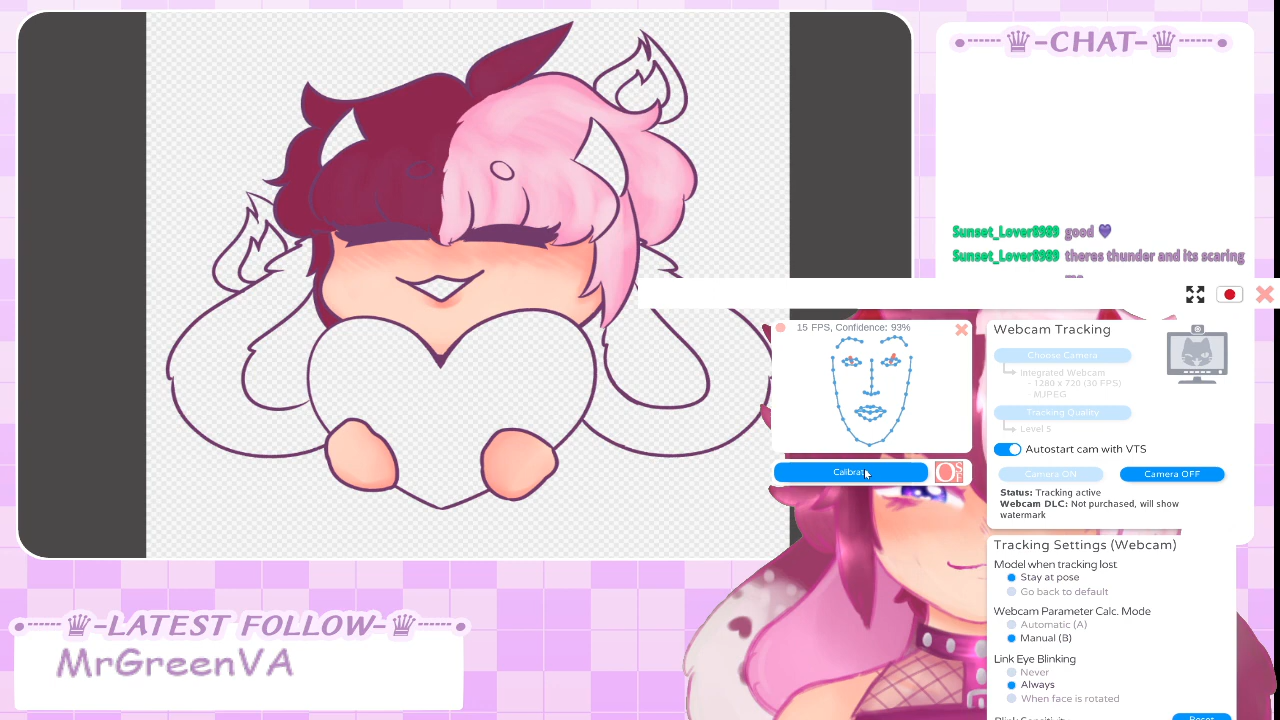 -CHAT-
Sunset_Lover8989 good 💜
Sunset_Lover8989 theres thunder and its scaring
15 FPS, Confidence: 93%
Calibrate
Webcam Tracking
Choose Camera
Integrated Webcam
- 1280 x 720 (30 FPS)
MJPEG
Tracking Quality
Level 5
Autostart cam with VTS
Camera ON
Camera OFF
Status: Tracking active
Webcam DLC: Not purchased, will show
watermark
Tracking Settings (Webcam)
Model when tracking lost
Stay at pose
Go back to default
Webcam Parameter Calc. Mode
Automatic (A)
Manual (B)
Link Eye Blinking
Never
Always
When face is rotated
Blink Sensitivity
Reset
-LATEST FOLLOW-
MrGreenVA